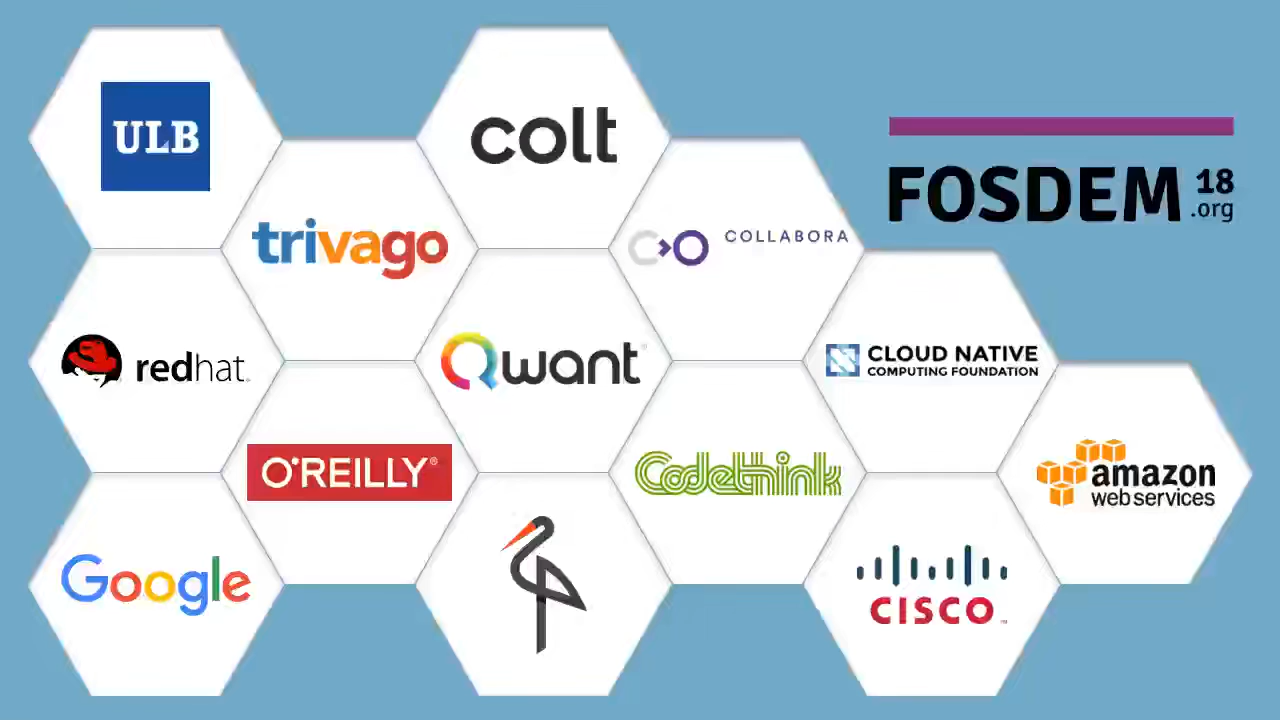 ULB
colt
FOSDEM 18
.org
trivago
COLLABORA
redhat.
Qwant
CLOUD NATIVE
COMPUTING FOUNDATION
O'REILLY®
Codethink
amazon
web services
Google
CISCO™